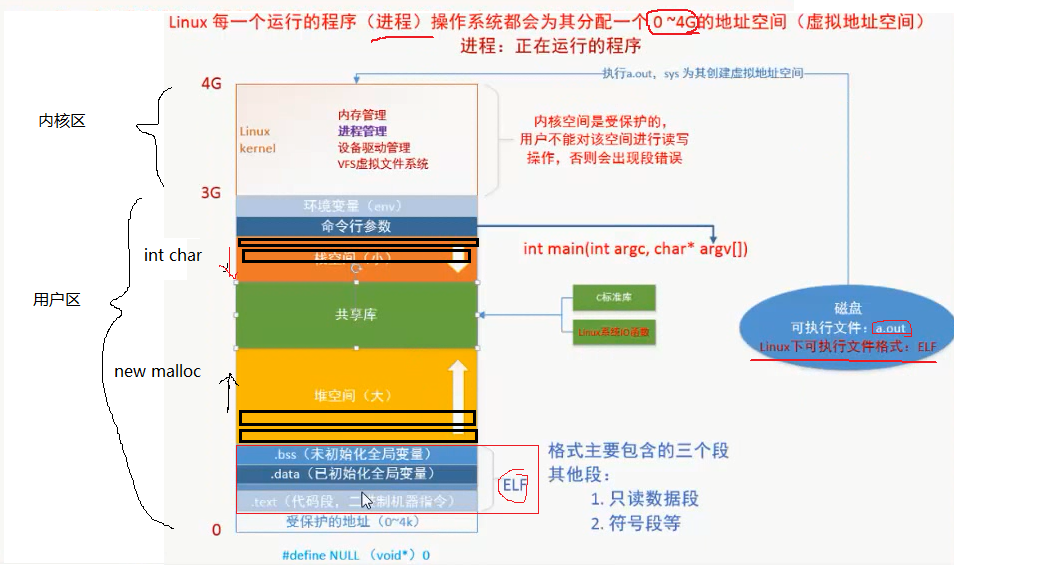 Linux 每一个运行的程序（进程）操作系统都会为其分配一个 0 ~4G的地址空间（虚拟地址空间）
进程：正在运行的程序
4G
执行a.out，sys 为其创建虚拟地址空间
内核区
Linux
kernel
内存管理
进程管理
设备驱动管理
VFS虚拟文件系统
内核空间是受保护的，
用户不能对该空间进行读写
操作，否则会出现段错误
3G
环境变量（env）
命令行参数
int main(int argc, char* argv[])
int char
栈空间（小）
用户区
共享库
C标准库
Linux系统IO函数
磁盘
可执行文件：a.out
Linux下可执行文件格式：ELF
new malloc
堆空间（大）
.bss（未初始化全局变量）
.data（已初始化全局变量）
.text（代码段，二进制机器指令）
ELF
格式主要包含的三个段
其他段：
1. 只读数据段
2. 符号段等
受保护的地址（0~4k）
0
#define NULL （void*）0